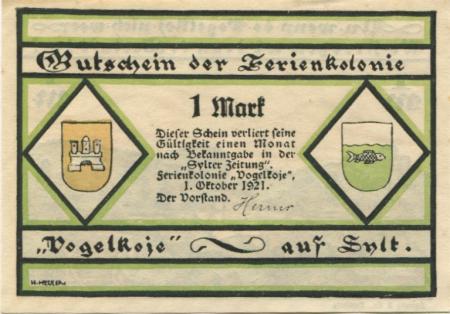 Gutschein der Ferienkolonie
1 Mark
Dieser Schein verliert seine
Gültigkeit einen Monat
nach Bekanntgabe in der
„Sylter Zeitung“.
Ferienkolonie „Vogelkoje“,
1. Oktober 1921.
Der Vorstand.
„Vogelkoje“ auf Sylt.